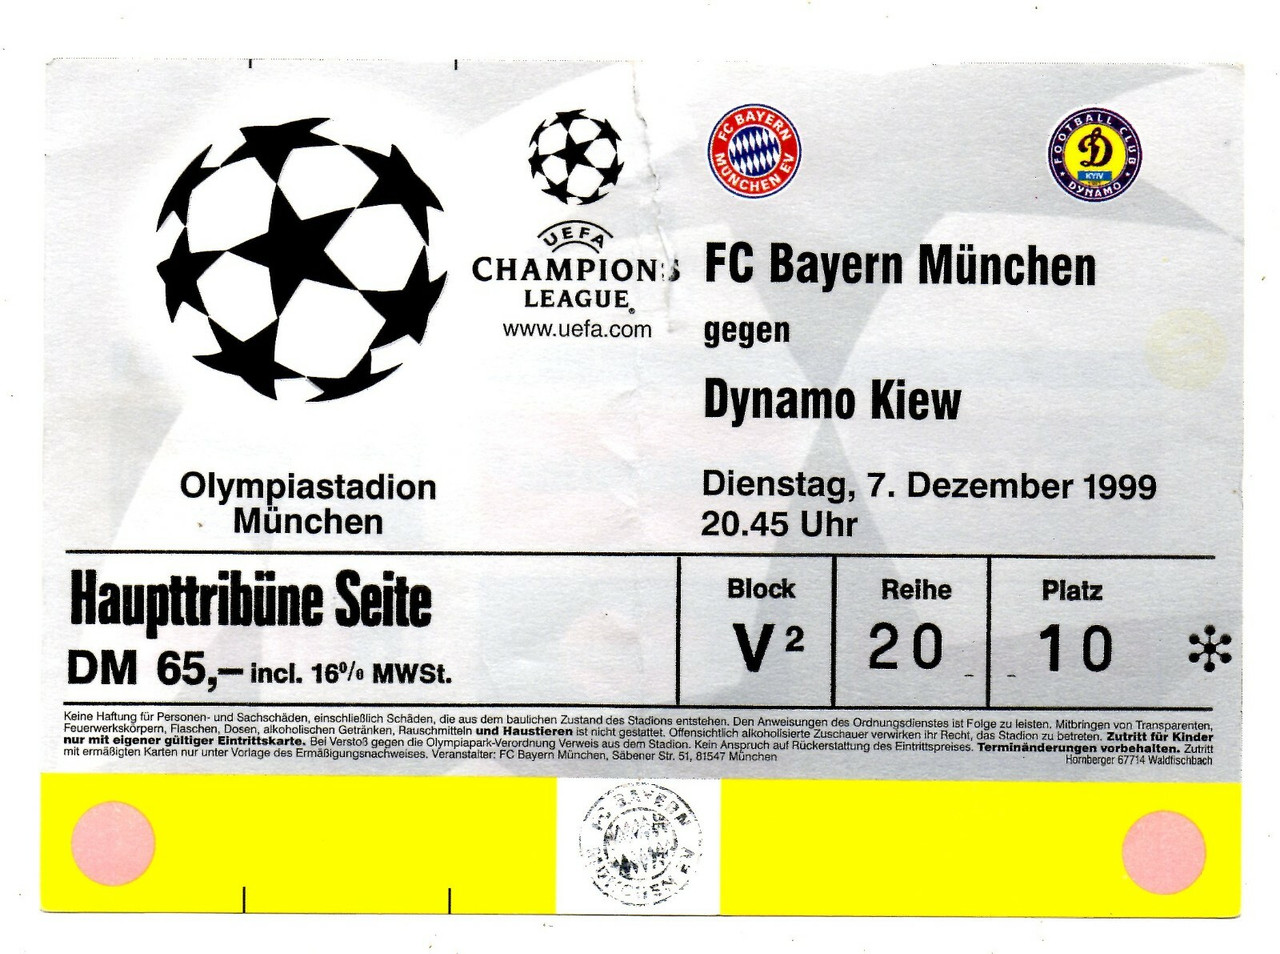 FC BAYERN
MÜNCHEN EV
FOOTBALL CLUB
D
KYIV
DYNAMO
UEFA
CHAMPIONS
LEAGUE
www.uefa.com
FC Bayern München
gegen
Dynamo Kiew
Olympiastadion
München
Dienstag, 7. Dezember 1999
20.45 Uhr
Haupttribüne Seite
DM 65,– incl. 16% MWSt.
Block
V²
Reihe
20
Platz
10
Keine Haftung für Personen- und Sachschäden, einschließlich Schäden, die aus dem baulichen Zustand des Stadions entstehen. Den Anweisungen des Ordnungsdienstes ist Folge zu leisten. Mitbringen von Transparenten,
Feuerwerkskörpern, Flaschen, Dosen, alkoholischen Getränken, Rauschmitteln und Haustieren ist nicht gestattet. Offensichtlich alkoholisierte Zuschauer verwirken ihr Recht, das Stadion zu betreten. Zutritt für Kinder
nur mit eigener gültiger Eintrittskarte. Bei Verstoß gegen die Olympiapark-Verordnung Verweis aus dem Stadion. Kein Anspruch auf Rückerstattung des Eintrittspreises. Terminänderungen vorbehalten. Zutritt
mit ermäßigten Karten nur unter Vorlage des Ermäßigungsnachweises. Veranstalter: FC Bayern München, Säbener Str. 51, 81547 München
Hornberger 67714 Waldfischbach
FC BAYERN
MÜNCHEN EV